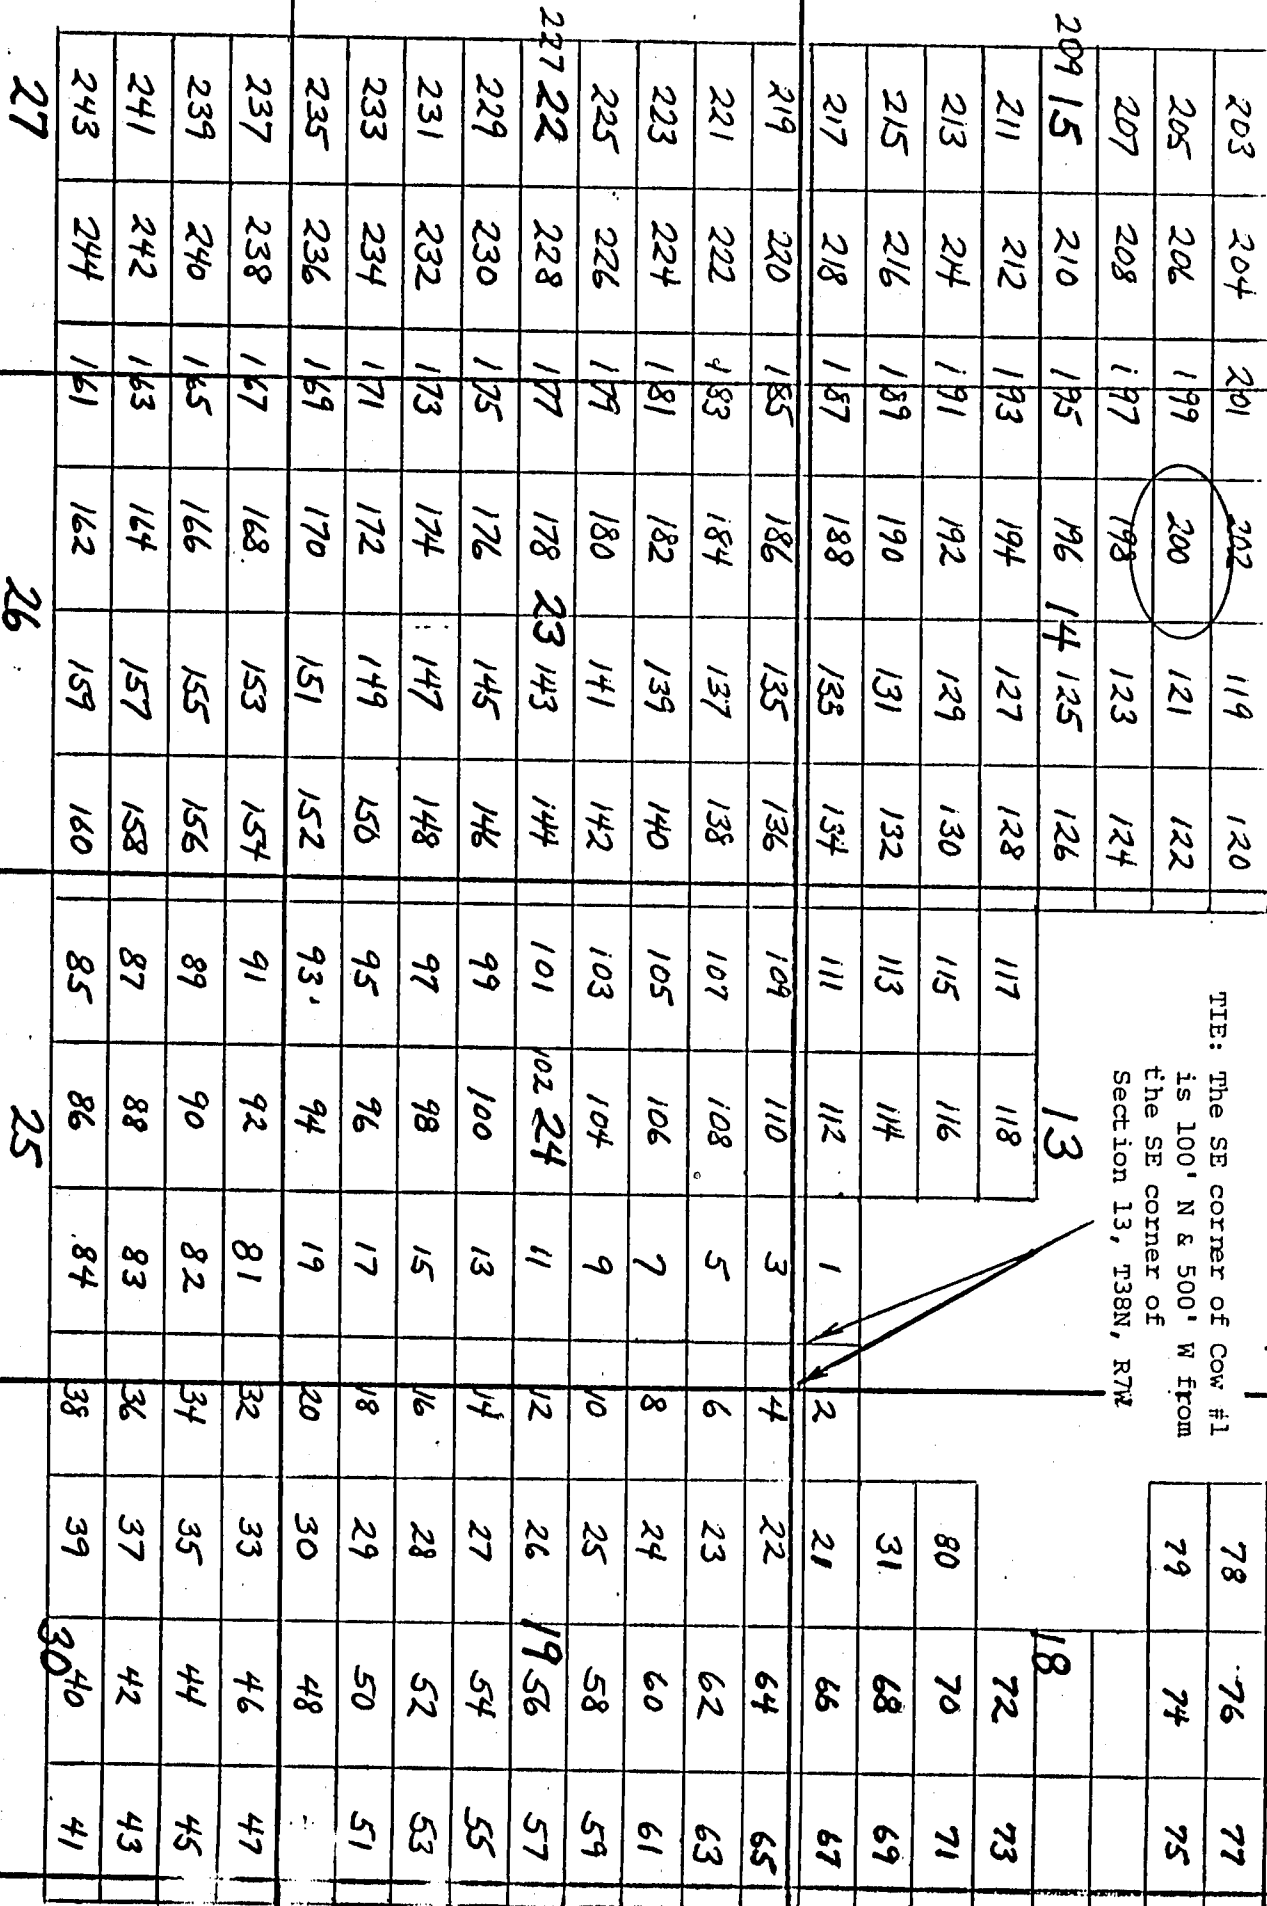 203 204 201 202 119 120 TIE: The SE corner of Cow #1 78 76 77
205 206 199 200 121 122 is 100' N & 500' W from 79 74 75
the SE corner of
207 208 197 198 123 124 Section 13, T38N, R7W
209 15 210 195 196 14 125 126 13 18
211 212 193 194 127 128 117 118 72 73
213 214 191 192 129 130 115 116 80 70 71
215 216 189 190 131 132 113 114 31 68 69
217 218 187 188 133 134 111 112 1 2 21 66 67
219 220 185 186 135 136 109 110 3 4 22 64 65
221 222 183 184 137 138 107 108 5 6 23 62 63
223 224 181 182 139 140 105 106 7 8 24 60 61
225 226 179 180 141 142 103 104 9 10 25 58 59
227 22 228 177 178 23 143 144 101 102 24 11 12 26 19 56 57
229 230 175 176 145 146 99 100 13 14 27 54 55
231 232 173 174 147 148 97 98 15 16 28 52 53
233 234 171 172 149 150 95 96 17 18 29 50 51
235 236 169 170 151 152 93 94 19 20 30 48
237 238 167 168 153 154 91 92 81 32 33 46 47
239 240 165 166 155 156 89 90 82 34 35 44 45
241 242 163 164 157 158 87 88 83 36 37 42 43
243 244 161 162 159 160 85 86 84 38 39 40 41
27 26 25 30